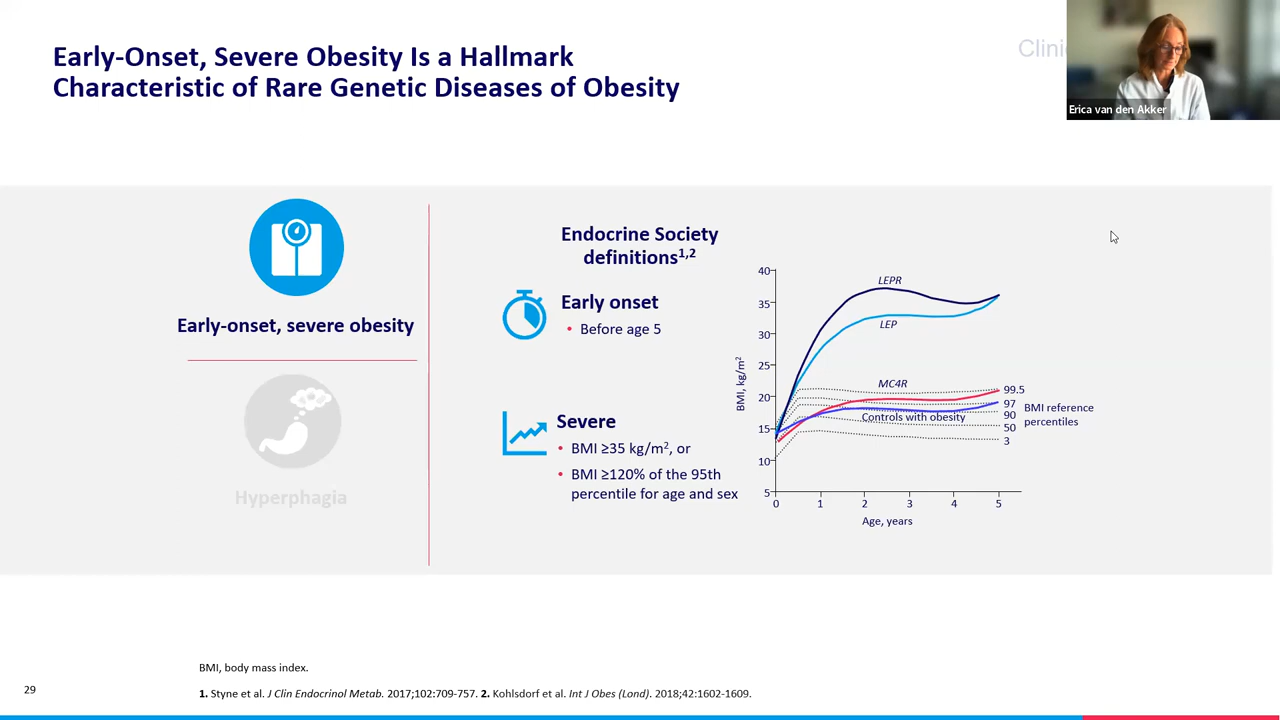 Early-Onset, Severe Obesity Is a Hallmark
Characteristic of Rare Genetic Diseases of Obesity
Clinic
Erica van den Akker
Early-onset, severe obesity
Hyperphagia
Endocrine Society
definitions1,2
Early onset
• Before age 5
Severe
• BMI ≥35 kg/m2, or
• BMI ≥120% of the 95th
percentile for age and sex
BMI, kg/m2
40
35
30
25
20
15
10
5
LEPR
LEP
MC4R
Controls with obesity
99.5
97
90
50
3
BMI reference
percentiles
0 1 2 3 4 5
Age, years
BMI, body mass index.
29
1. Styne et al. J Clin Endocrinol Metab. 2017;102:709-757. 2. Kohlsdorf et al. Int J Obes (Lond). 2018;42:1602-1609.